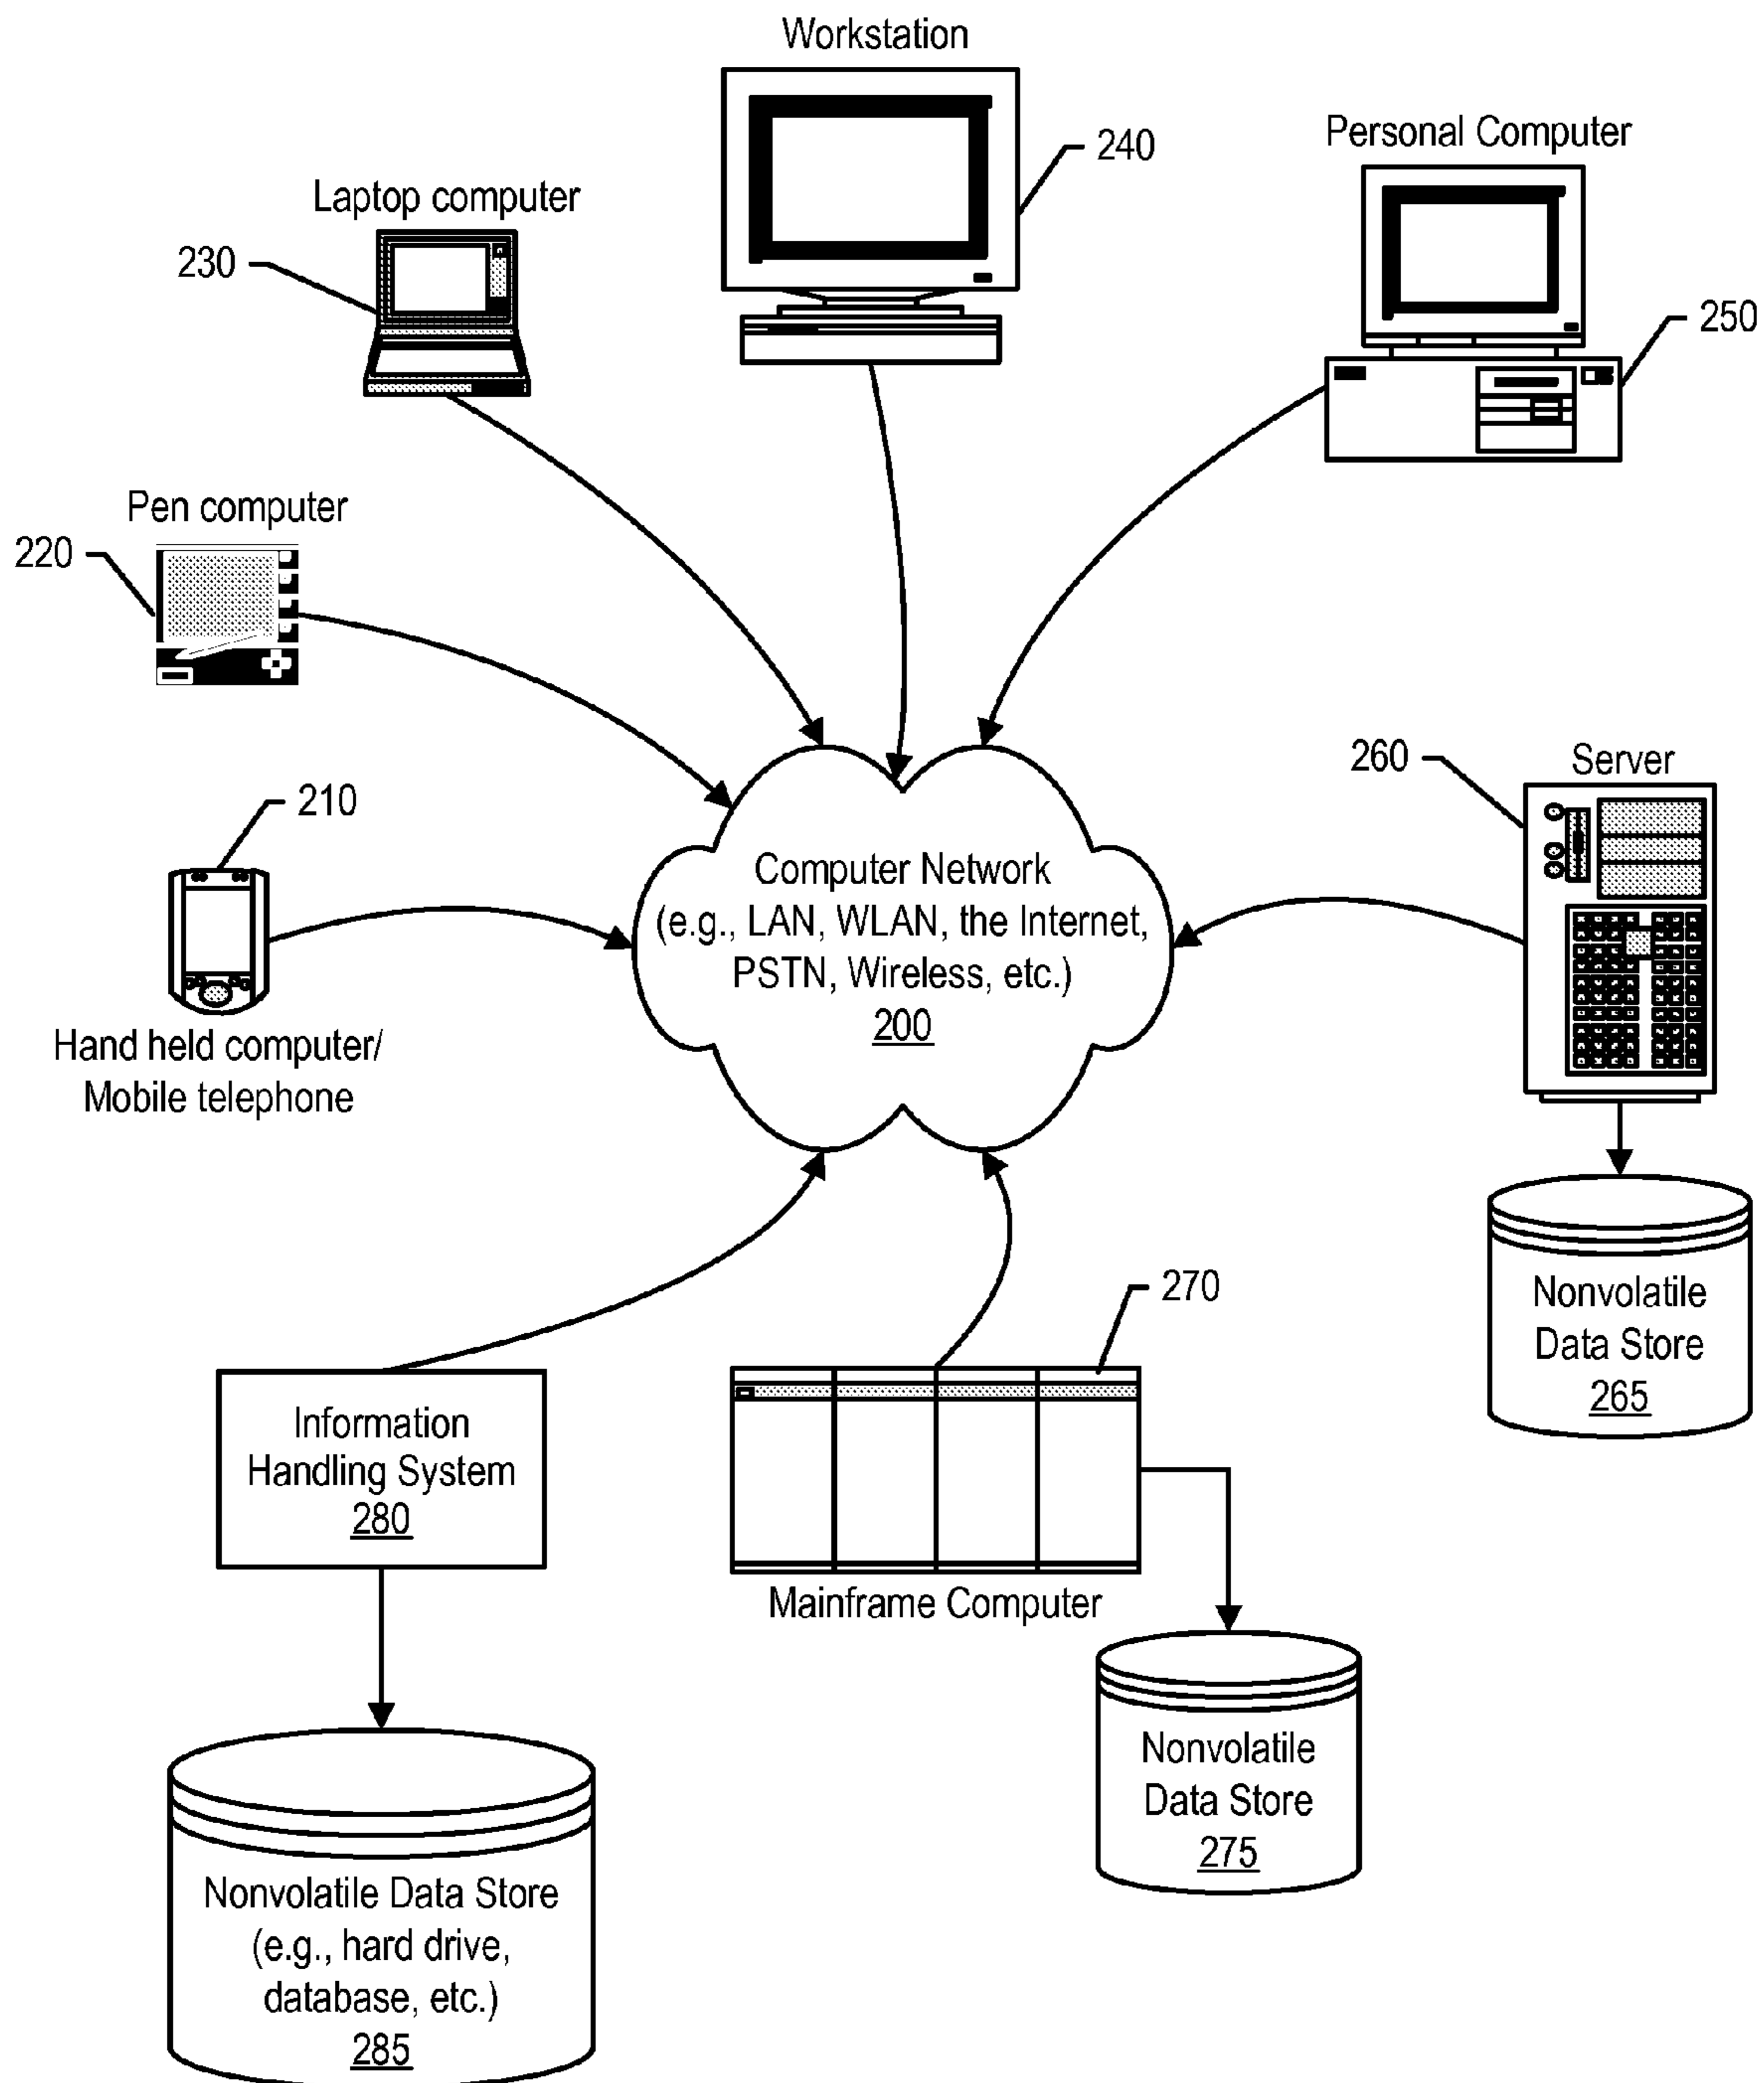 Workstation
240
Personal Computer
250
Laptop computer
230
Pen computer
220
210
Hand held computer/
Mobile telephone
Computer Network
(e.g., LAN, WLAN, the Internet,
PSTN, Wireless, etc.)
200
260
Server
Nonvolatile
Data Store
265
270
Mainframe Computer
Nonvolatile
Data Store
275
Information
Handling System
280
Nonvolatile Data Store
(e.g., hard drive,
database, etc.)
285